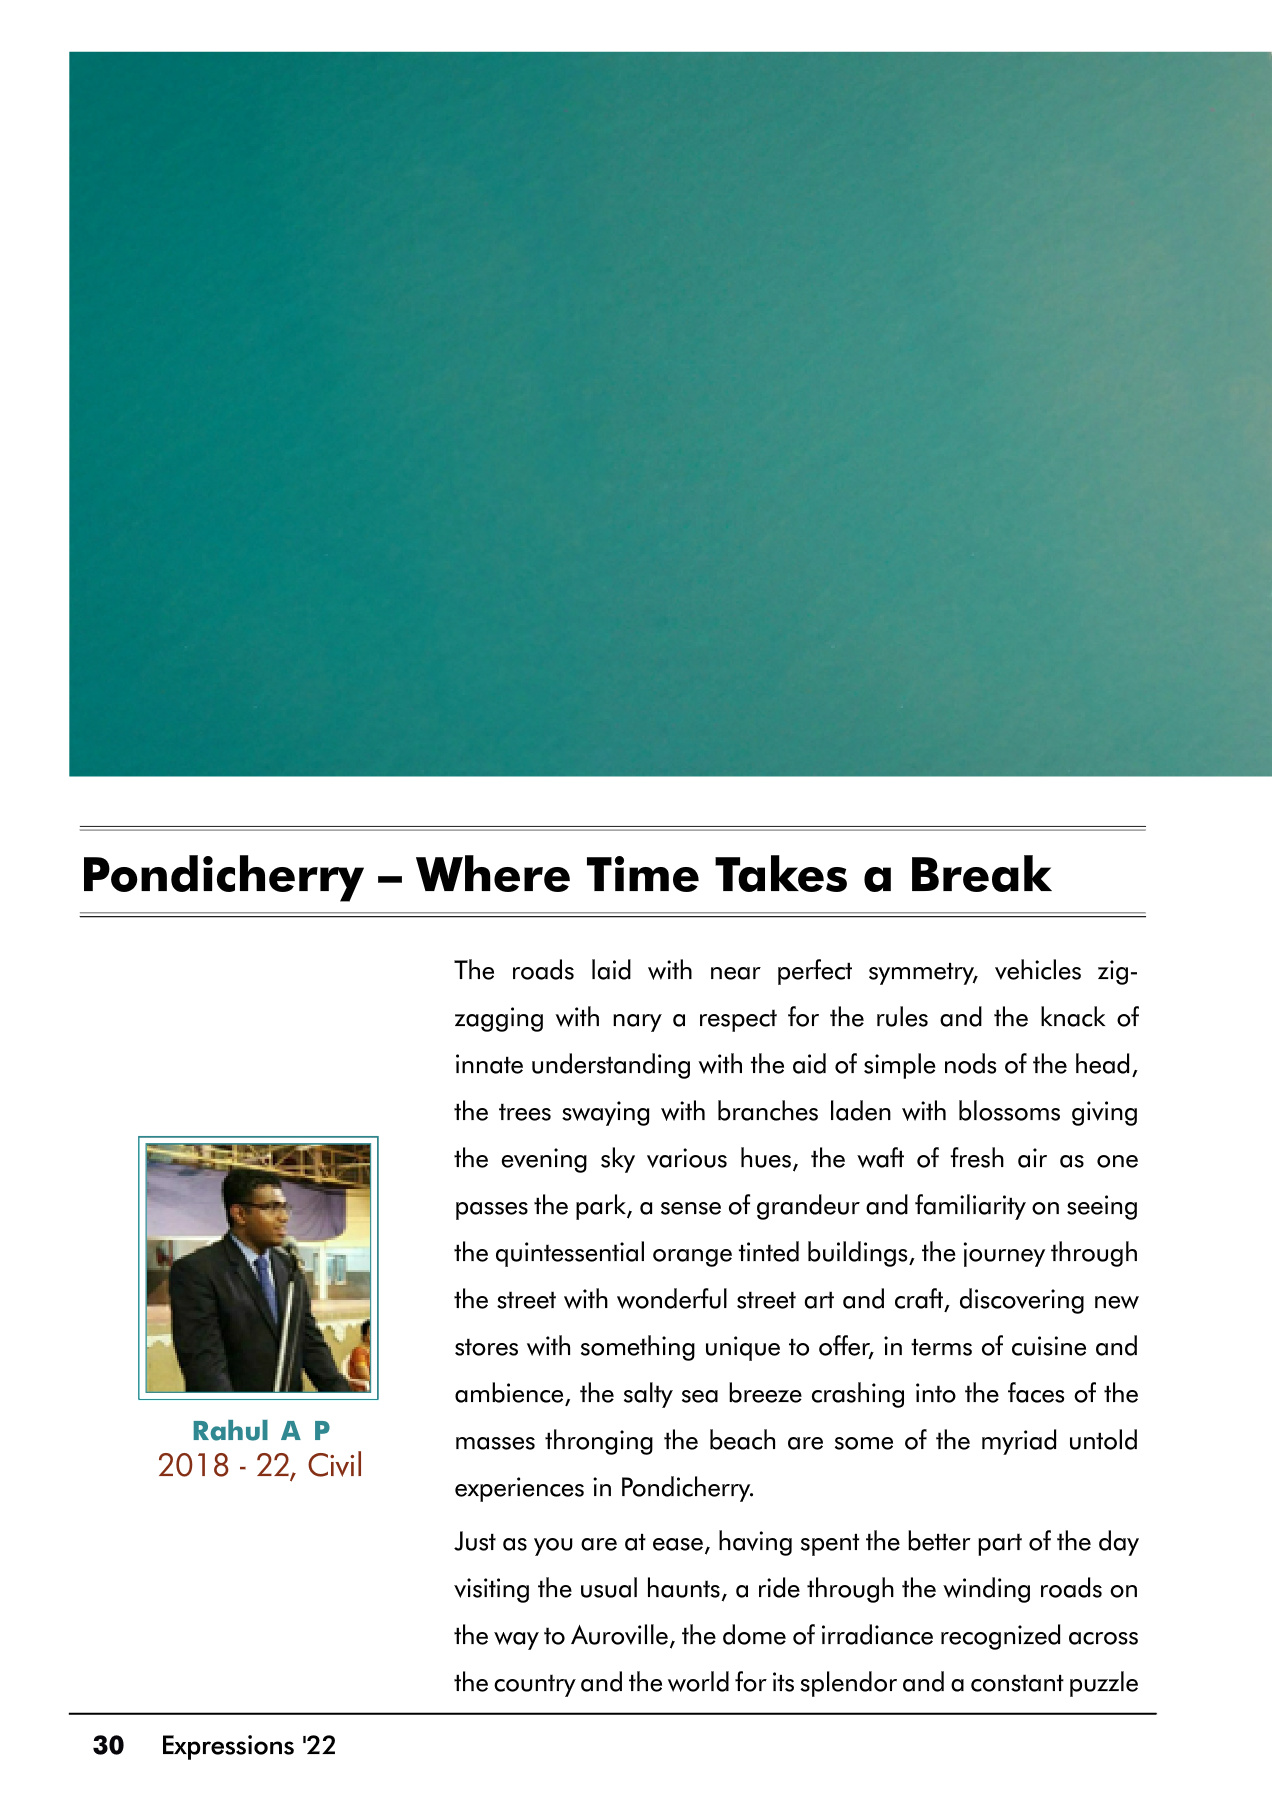 Pondicherry – Where Time Takes a Break
The roads laid with near perfect symmetry, vehicles zig-
zagging with nary a respect for the rules and the knack of
innate understanding with the aid of simple nods of the head,
the trees swaying with branches laden with blossoms giving
the evening sky various hues, the waft of fresh air as one
passes the park, a sense of grandeur and familiarity on seeing
the quintessential orange tinted buildings, the journey through
the street with wonderful street art and craft, discovering new
stores with something unique to offer, in terms of cuisine and
ambience, the salty sea breeze crashing into the faces of the
masses thronging the beach are some of the myriad untold
experiences in Pondicherry.
Just as you are at ease, having spent the better part of the day
visiting the usual haunts, a ride through the winding roads on
the way to Auroville, the dome of irradiance recognized across
the country and the world for its splendor and a constant puzzle
Rahul A P
2018 - 22, Civil
30 Expressions '22